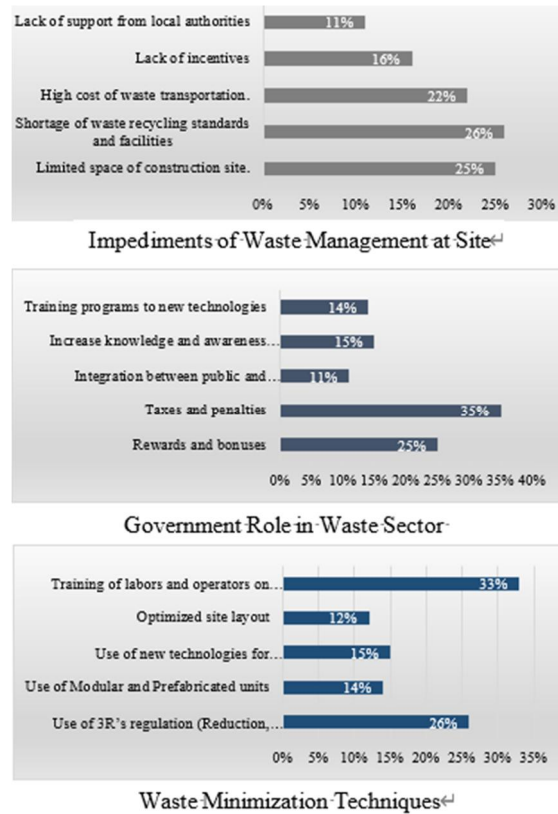 Lack of support from local authorities 11%
Lack of incentives 16%
High cost of waste transportation. 22%
Shortage of waste recycling standards
and facilities 26%
Limited space of construction site. 25%
0% 5% 10% 15% 20% 25% 30%
Impediments of Waste Management at Site↵
Training programs to new technologies 14%
Increase knowledge and awareness… 15%
Integration between public and… 11%
Taxes and penalties 35%
Rewards and bonuses 25%
0% 5% 10% 15% 20% 25% 30% 35% 40%
Government Role in Waste Sector
Training of labors and operators on… 33%
Optimized site layout 12%
Use of new technologies for… 15%
Use of Modular and Prefabricated units 14%
Use of 3R's regulation (Reduction,… 26%
0% 5% 10% 15% 20% 25% 30% 35%
Waste Minimization Techniques↵